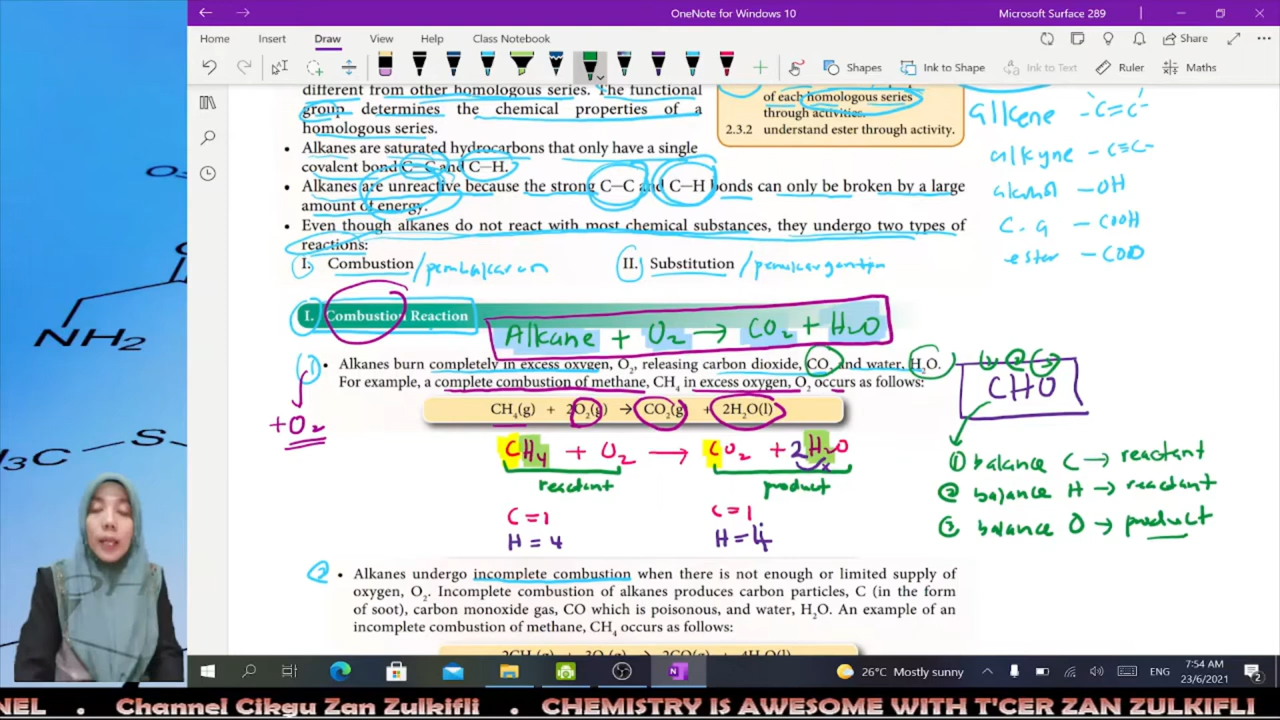 OneNote for Windows 10
Microsoft Surface 289
Home Insert Draw View Help Class Notebook
Share
Shapes Ink to Shape Ink to Text Ruler Maths
different from other homologous series. The functional
group determines the chemical properties of a
homologous series.
• Alkanes are saturated hydrocarbons that only have a single
covalent bond C–C and C–H.
• Alkanes are unreactive because the strong C–C and C–H bonds can only be broken by a large
amount of energy.
• Even though alkanes do not react with most chemical substances, they undergo two types of
reactions:
I. Combustion /pembakaran
II. Substitution /penukargantian
of each homologous series
through activities.
2.3.2 understand ester through activity.
alkene -C=C-
alkyne -C≡C-
alcohol -OH
C.a - COOH
ester - COO
I. Combustion Reaction
Alkane + O₂ → CO₂ + H₂O
(1)
• Alkanes burn completely in excess oxygen, O₂, releasing carbon dioxide, CO₂ and water, H₂O.
For example, a complete combustion of methane, CH₄ in excess oxygen, O₂ occurs as follows:
+O₂
CH₄(g) + 2O₂(g) → CO₂(g) + 2H₂O(l)
CH₄ + O₂ → CO₂ + 2H₂O
reactant
product
C = 1
H = 4
C = 1
H = 4
1 2 3
CHO
① balance C → reactant
② balance H → reactant
③ balance O → product
2
• Alkanes undergo incomplete combustion when there is not enough or limited supply of
oxygen, O₂. Incomplete combustion of alkanes produces carbon particles, C (in the form
of soot), carbon monoxide gas, CO which is poisonous, and water, H₂O. An example of an
incomplete combustion of methane, CH₄ occurs as follows:
NH₂
S
H₃C
26°C Mostly sunny
ENG
7:54 AM
23/6/2021
2
NEL • Channel Cikgu Zan Zulkifli • CHEMISTRY IS AWESOME WITH T'CER ZAN ZULKIFLI